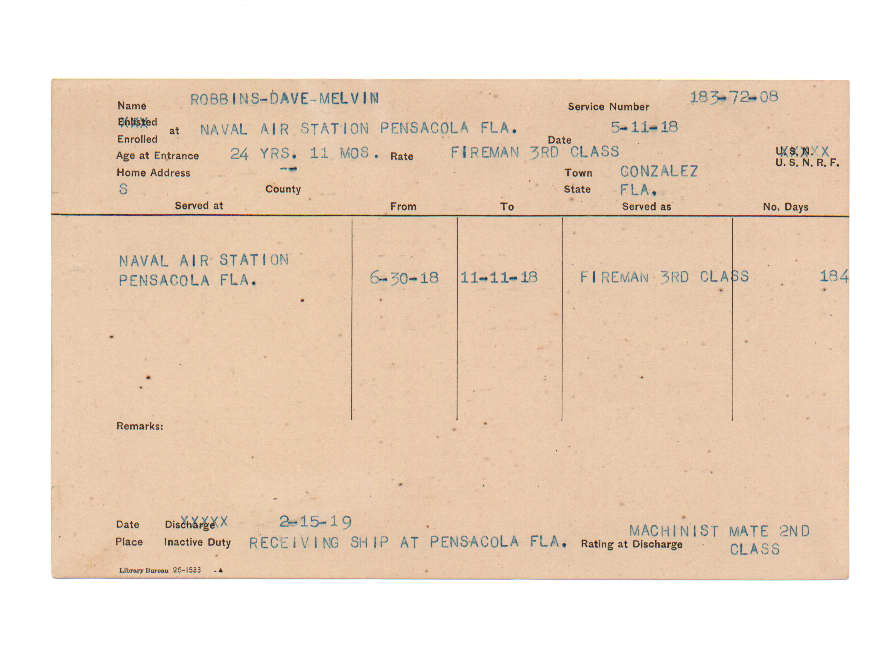 Name ROBBINS-DAVE-MELVIN Service Number 183-72-08
Enlisted
Enrolled at NAVAL AIR STATION PENSACOLA FLA. Date 5-11-18
Age at Entrance 24 YRS. 11 MOS. Rate FIREMAN 3RD CLASS U.S.N.
U. S. N. R. F.
Home Address -- Town GONZALEZ
S County State FLA.
Served at From To Served as No. Days
NAVAL AIR STATION
PENSACOLA FLA. 6-30-18 11-11-18 FIREMAN 3RD CLASS 184
Remarks:
Date Discharge 2-15-19
Place Inactive Duty RECEIVING SHIP AT PENSACOLA FLA. Rating at Discharge MACHINIST MATE 2ND
CLASS
Library Bureau 26-1533 -▲